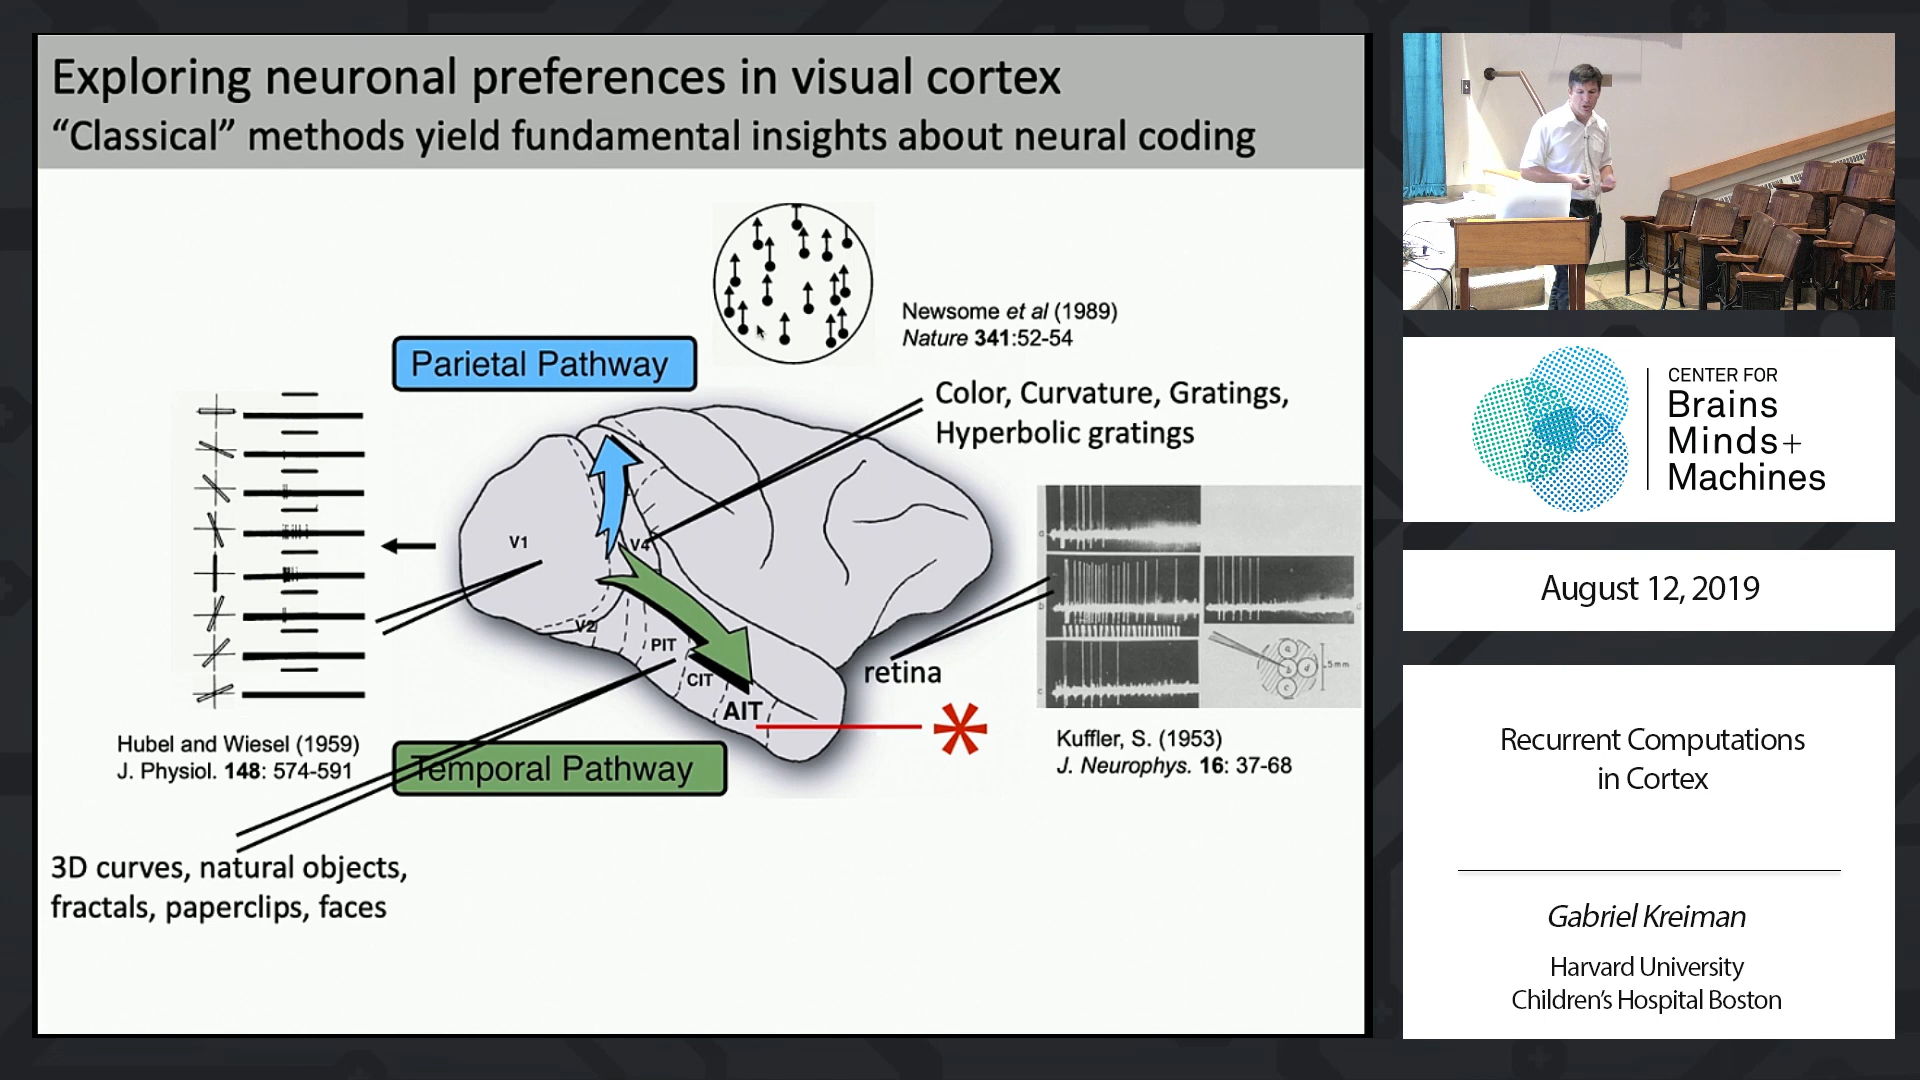 Exploring neuronal preferences in visual cortex
“Classical” methods yield fundamental insights about neural coding
Newsome et al (1989)
Nature 341:52-54
Parietal Pathway
Color, Curvature, Gratings,
Hyperbolic gratings
V1
V4
V2
PIT
CIT
AIT
retina
*
a
b
c
d
.5mm
Hubel and Wiesel (1959)
J. Physiol. 148: 574-591
Temporal Pathway
Kuffler, S. (1953)
J. Neurophys. 16: 37-68
3D curves, natural objects,
fractals, paperclips, faces
CENTER FOR
Brains
Minds+
Machines
August 12, 2019
Recurrent Computations
in Cortex
Gabriel Kreiman
Harvard University
Children’s Hospital Boston